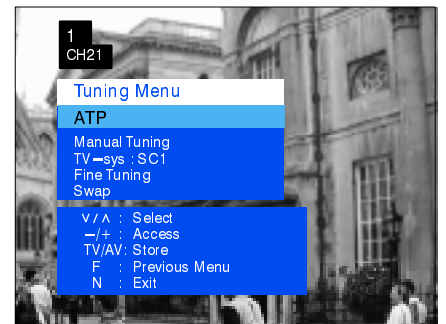 1
CH21
Tuning Menu
ATP
Manual Tuning
TV–sys : SC1
Fine Tuning
Swap
∨/∧ : Select
–/+ : Access
TV/AV: Store
F : Previous Menu
N : Exit